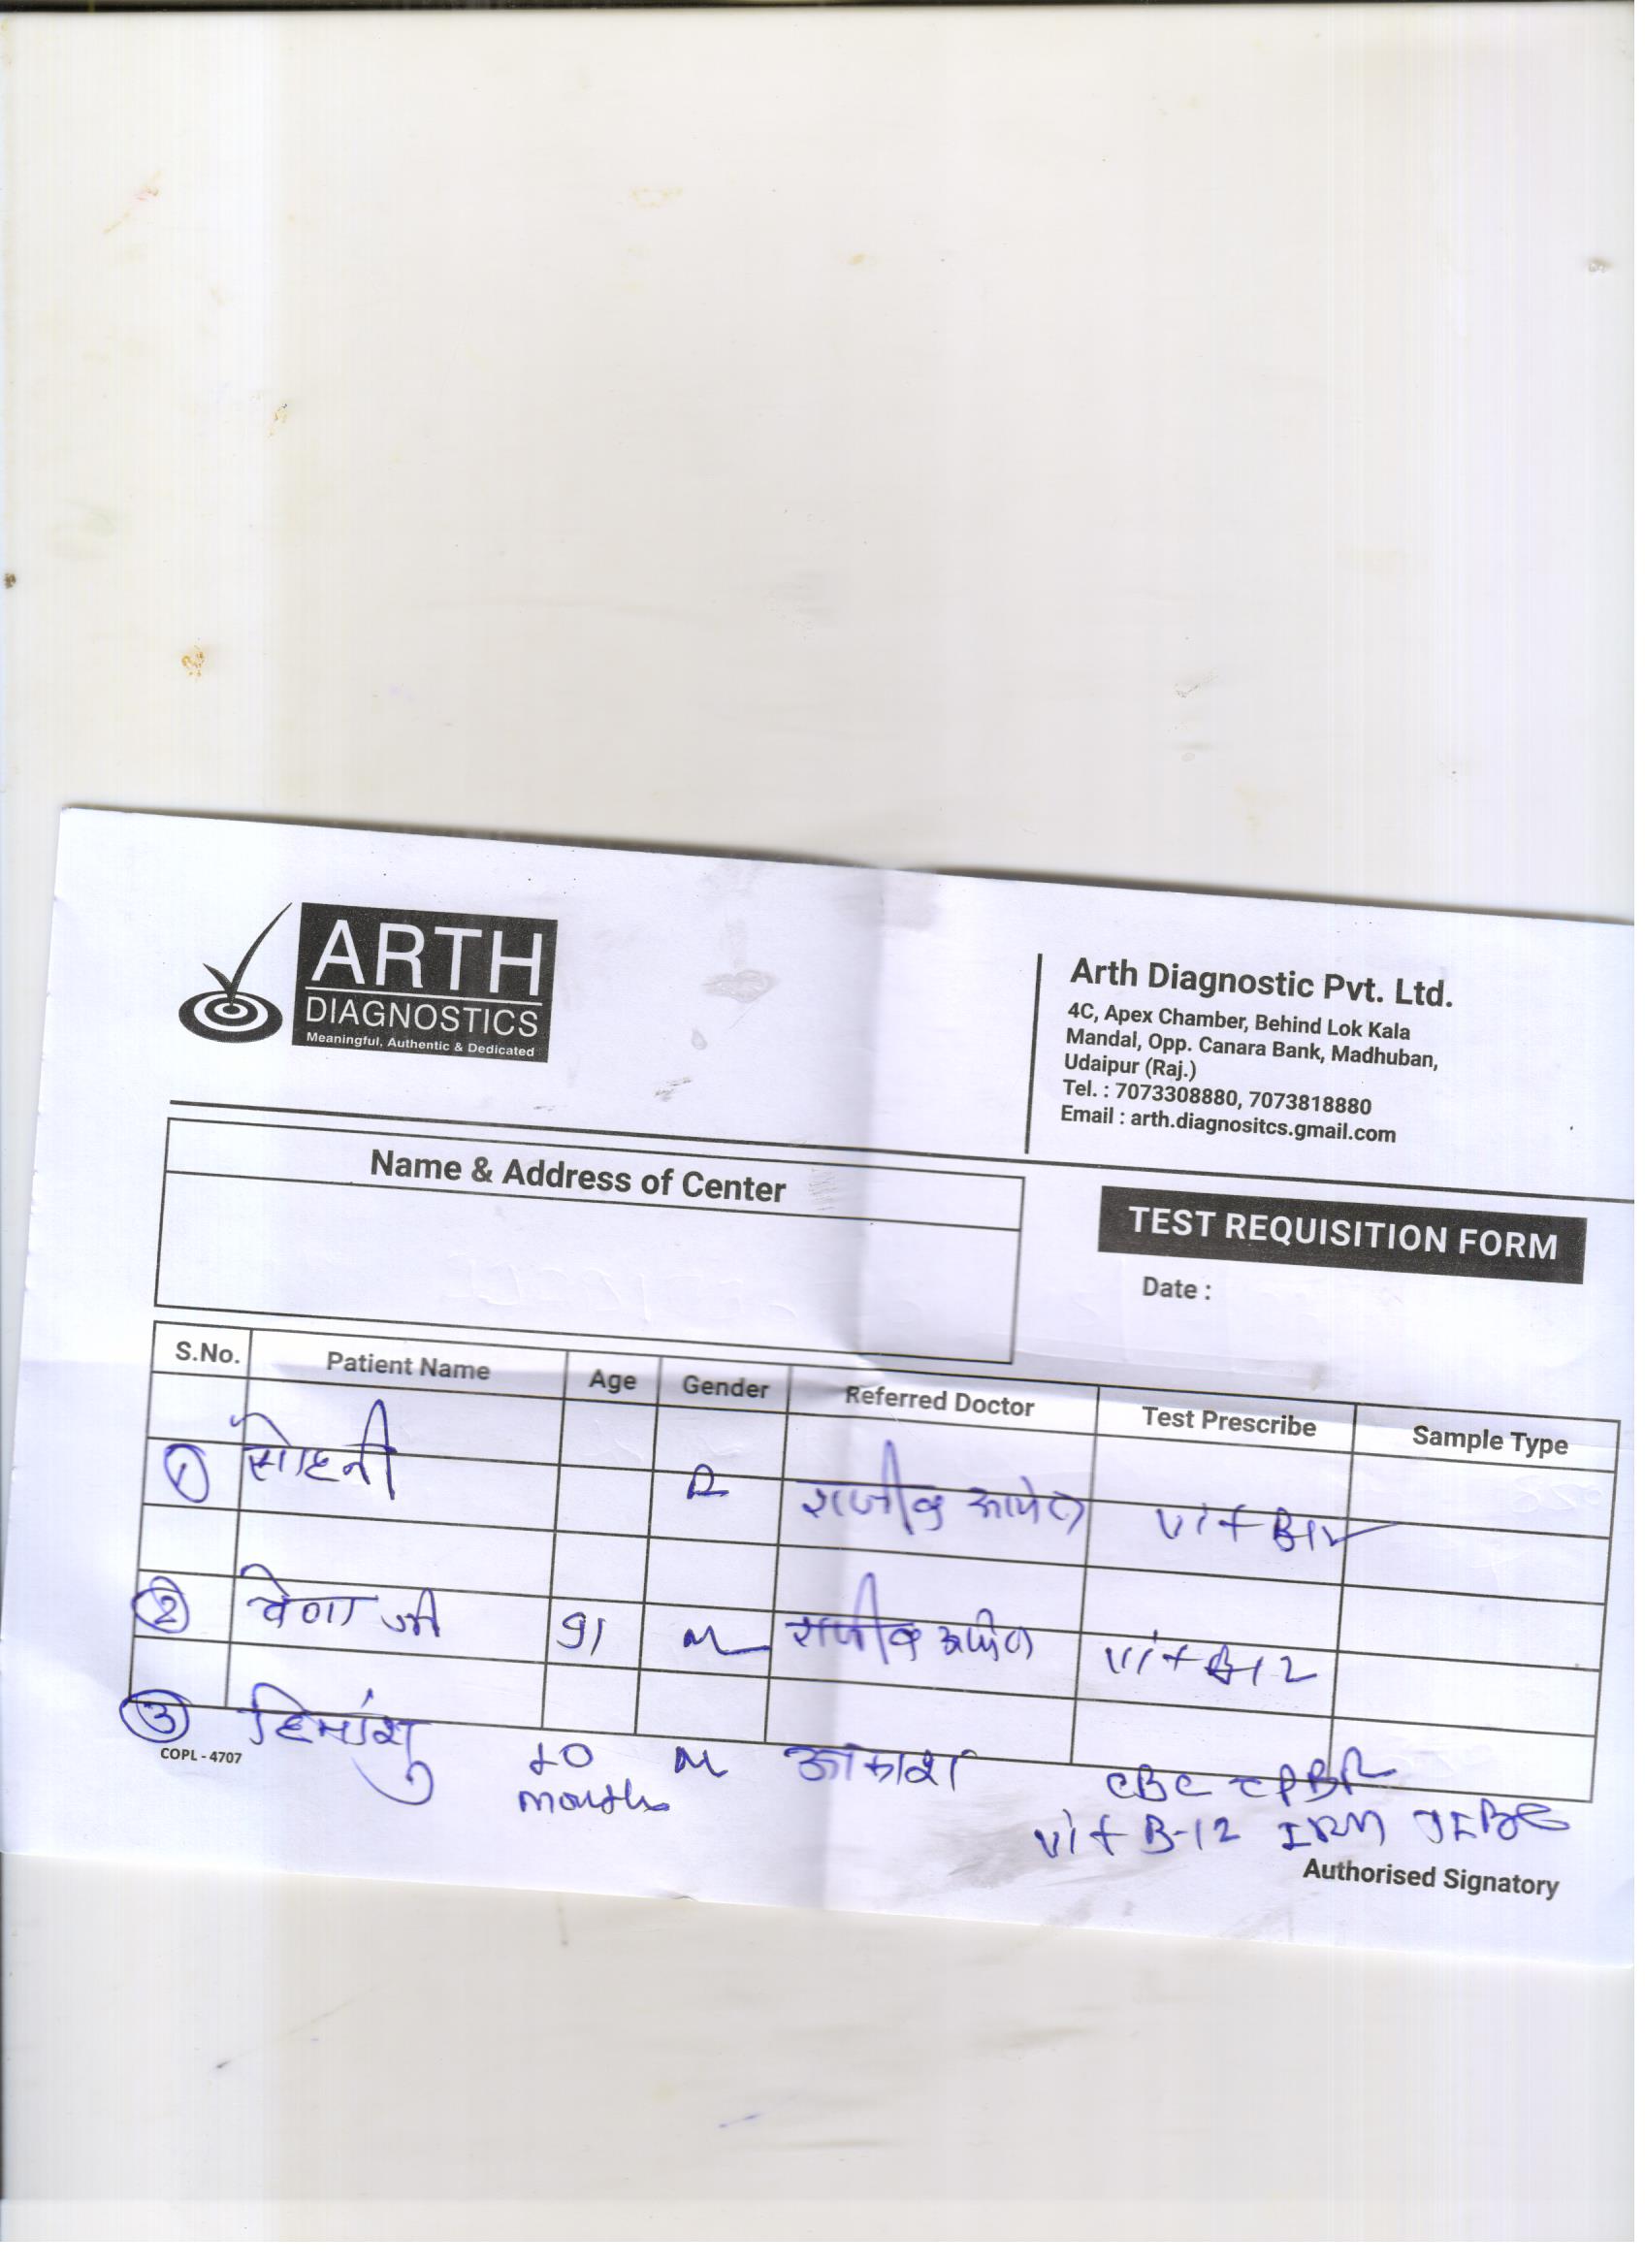 ARTH
DIAGNOSTICS
Meaningful, Authentic & Dedicated
Arth Diagnostic Pvt. Ltd.
4C, Apex Chamber, Behind Lok Kala
Mandal, Opp. Canara Bank, Madhuban,
Udaipur (Raj.)
Tel. : 7073308880, 7073818880
Email : arth.diagnositcs.gmail.com
Name & Address of Center
TEST REQUISITION FORM
Date :
S.No. Patient Name Age Gender Referred Doctor Test Prescribe Sample Type
1 सोहनी राजीव vit B12
2 वेणा जी 91 M राजीव vit B12
3 हिमांशु 10 M आकाश CBC
months
vit B-12
COPL - 4707
Authorised Signatory